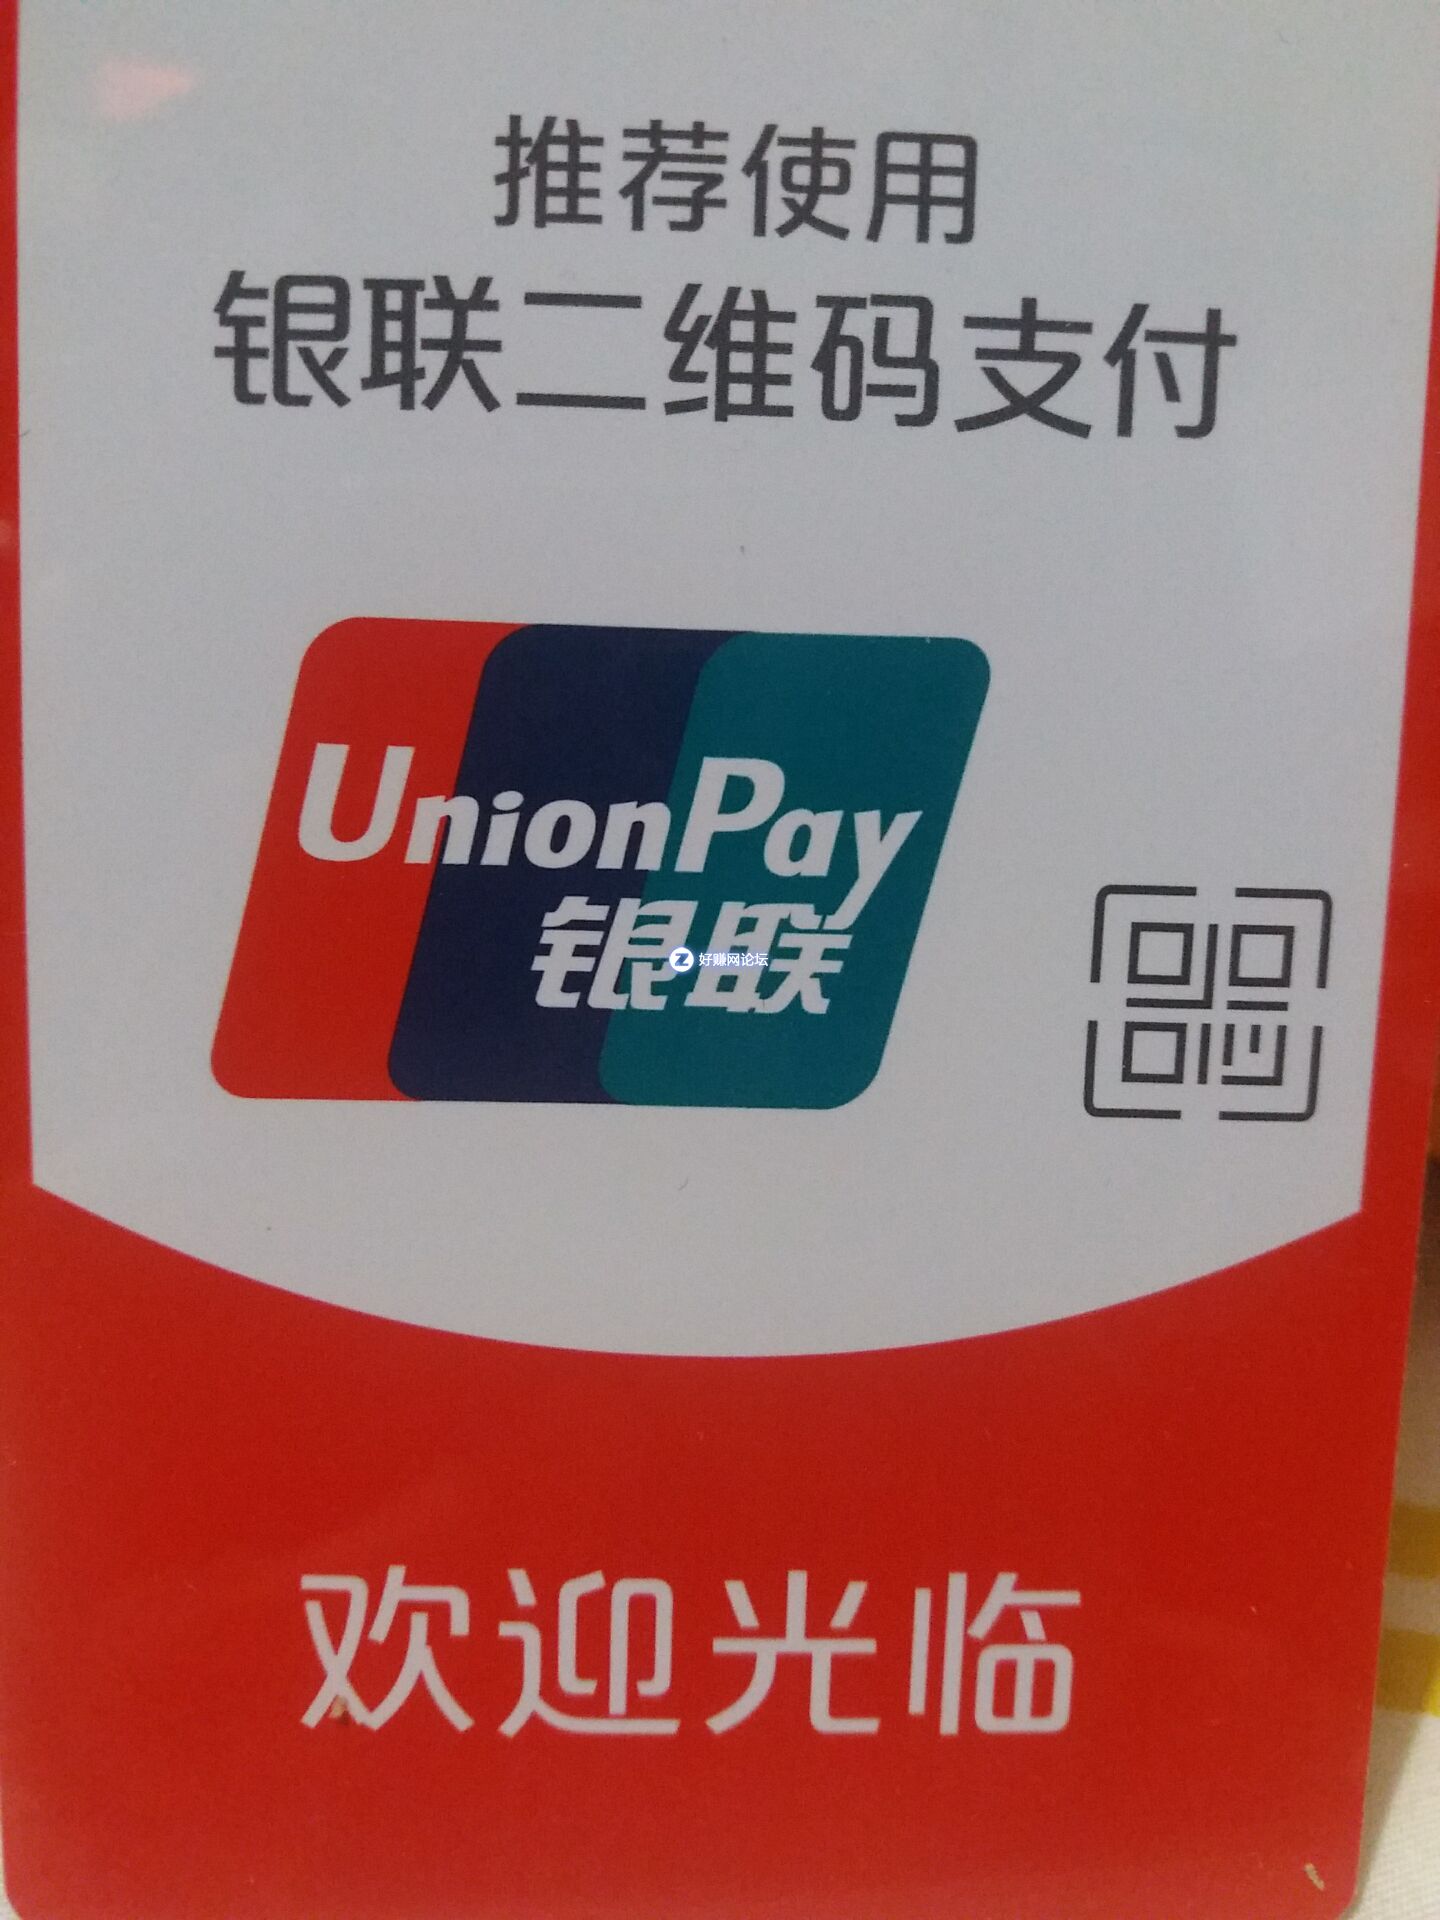 推荐使用
银联二维码支付
UnionPay
银联
好赚网论坛
欢迎光临